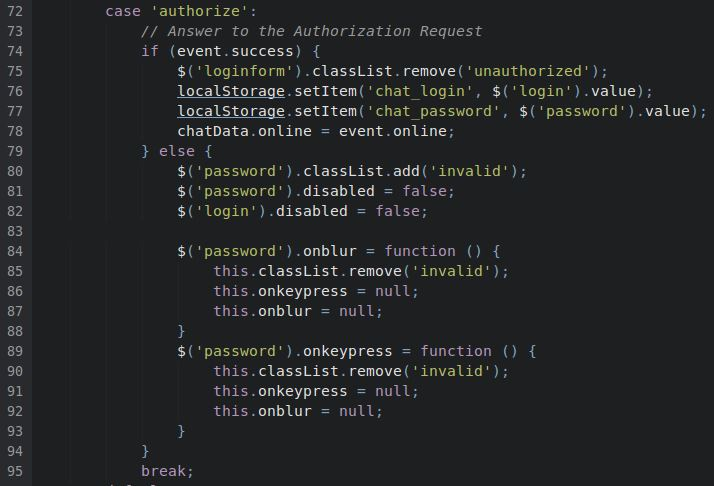 72 case 'authorize':
73 // Answer to the Authorization Request
74 if (event.success) {
75 $('loginform').classList.remove('unauthorized');
76 localStorage.setItem('chat_login', $('login').value);
77 localStorage.setItem('chat_password', $('password').value);
78 chatData.online = event.online;
79 } else {
80 $('password').classList.add('invalid');
81 $('password').disabled = false;
82 $('login').disabled = false;
83
84 $('password').onblur = function () {
85 this.classList.remove('invalid');
86 this.onkeypress = null;
87 this.onblur = null;
88 }
89 $('password').onkeypress = function () {
90 this.classList.remove('invalid');
91 this.onkeypress = null;
92 this.onblur = null;
93 }
94 }
95 break;